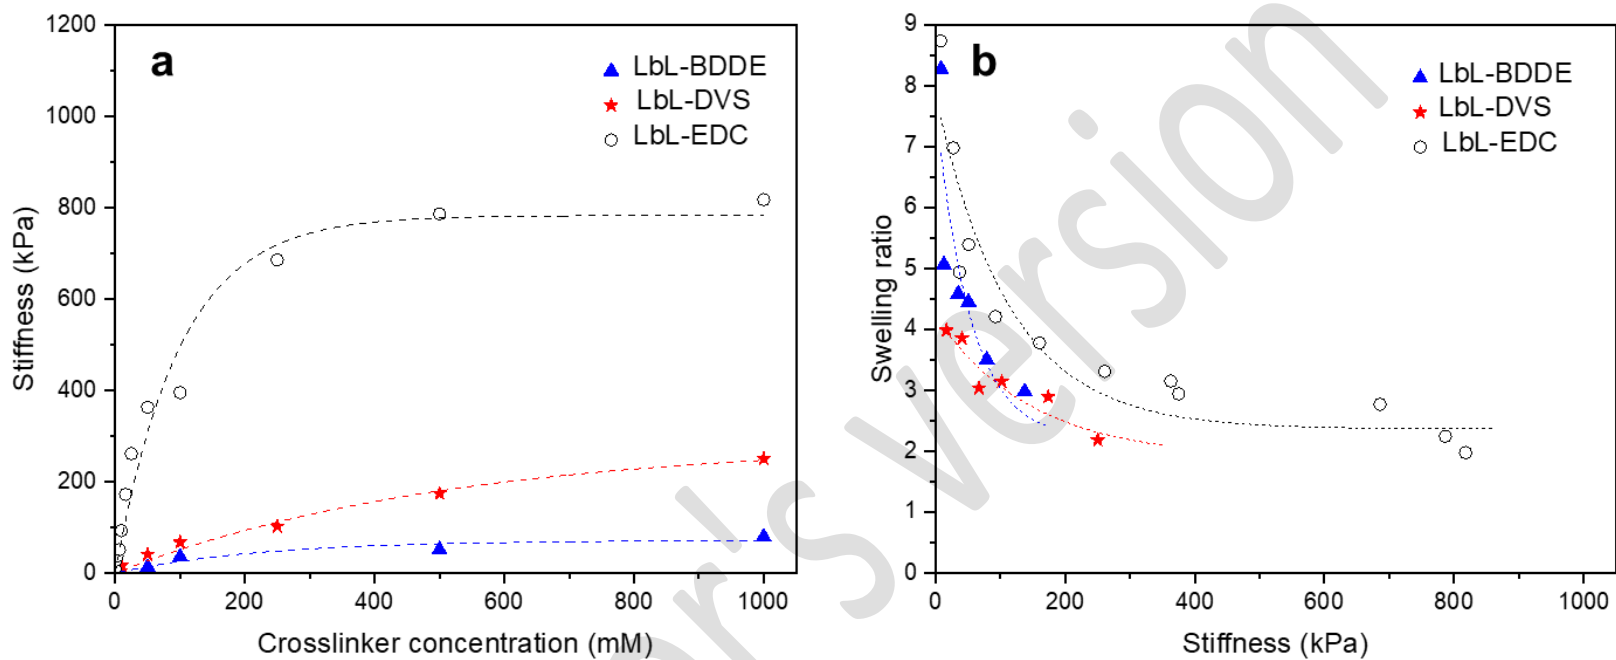 a
LbL-BDDE
LbL-DVS
LbL-EDC
1200
1000
800
600
400
200
0
Stiffness (kPa)
0 200 400 600 800 1000
Crosslinker concentration (mM)
b
LbL-BDDE
LbL-DVS
LbL-EDC
9
8
7
6
5
4
3
2
1
0
Swelling ratio
0 200 400 600 800 1000
Stiffness (kPa)
r's version